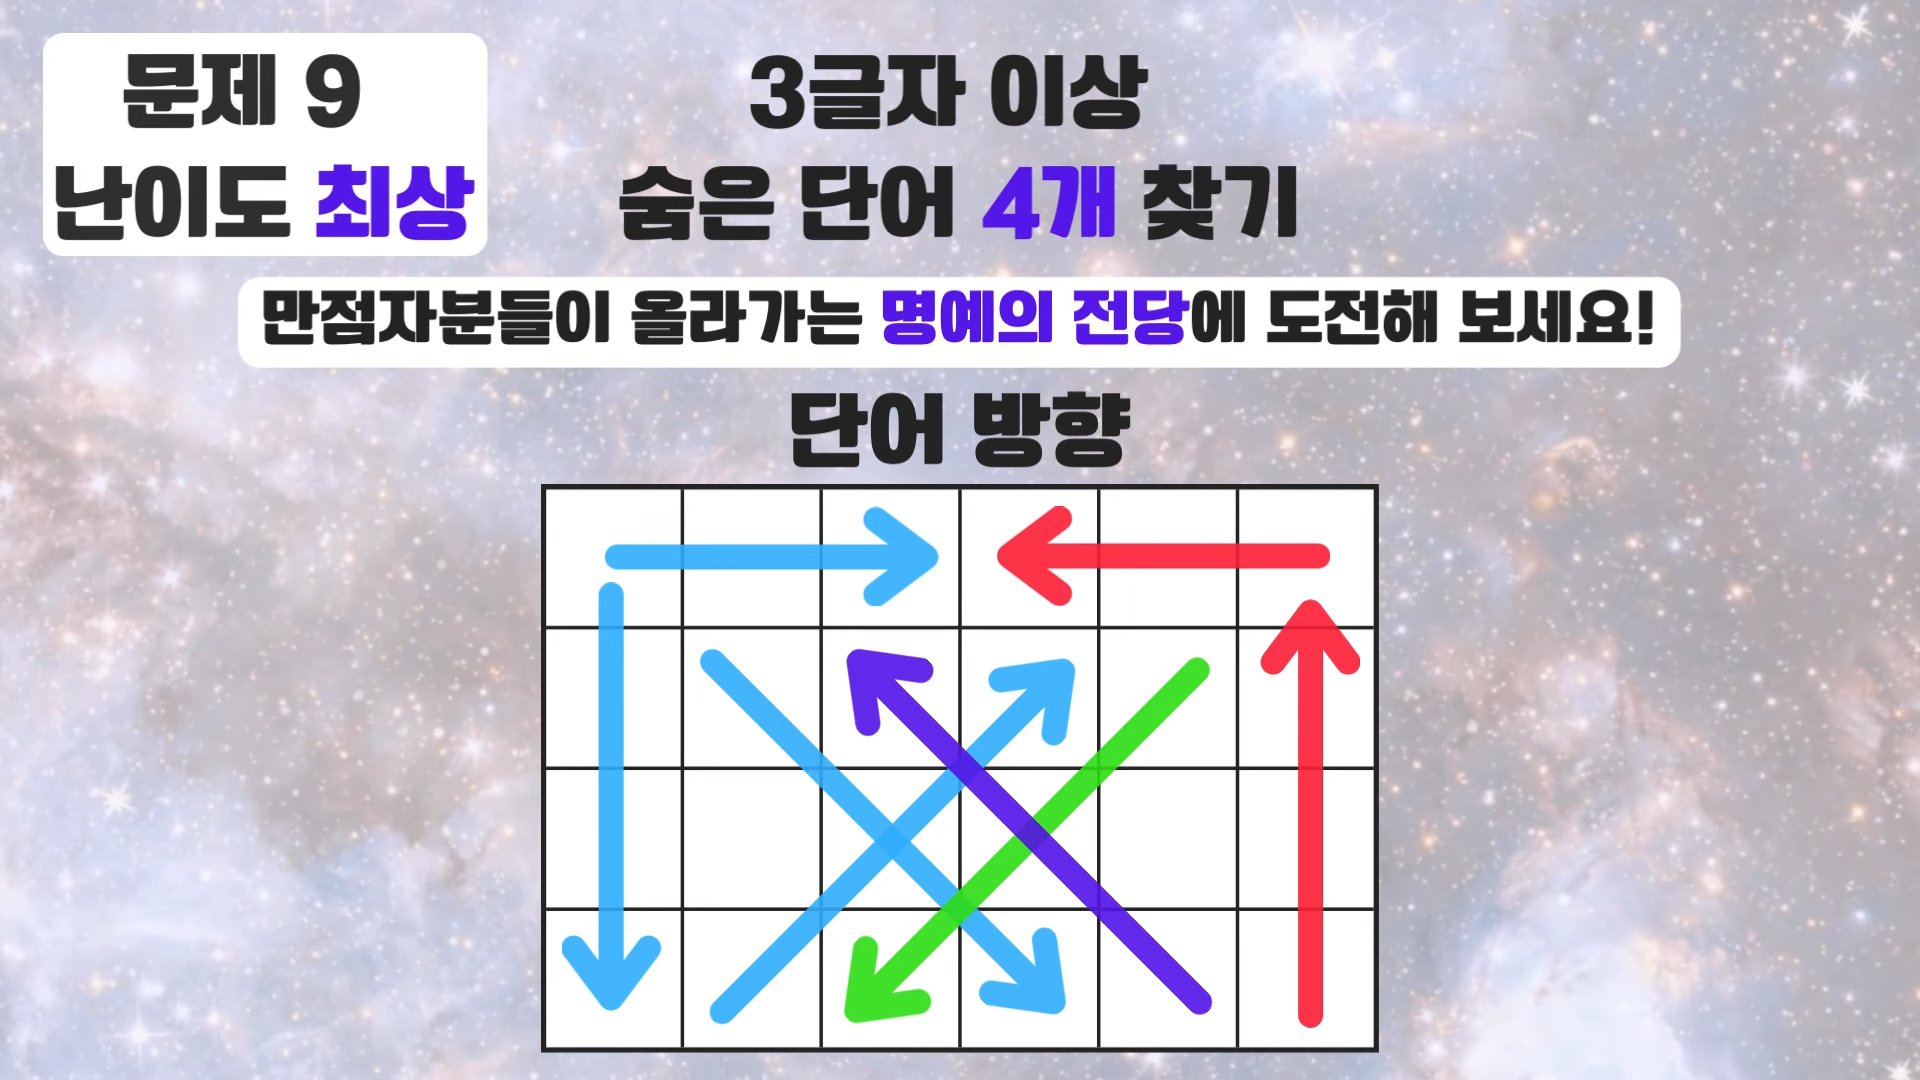 문제 9
난이도 최상
3글자 이상
숨은 단어 4개 찾기
만점자분들이 올라가는 명예의 전당에 도전해 보세요!
단어 방향